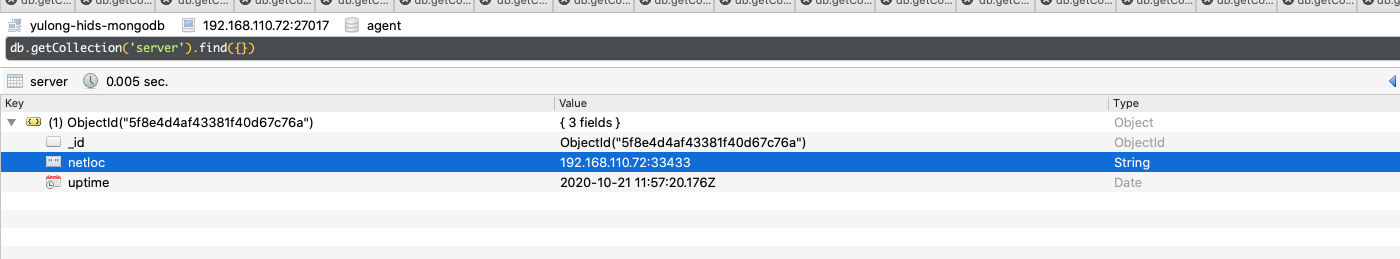 db.getC... db.getCo... db.getCo... db.getCo... db.getCo... db.getCo... db.getCo... db.getCo... db.getCo... db.getCo... db.getCo... db.getCo... db.getCo... db.getCo... db.getCo... db.getCo... db.getCo...
yulong-hids-mongodb 192.168.110.72:27017 agent
db.getCollection('server').find({})
server 0.005 sec.
Key Value Type
(1) ObjectId("5f8e4d4af43381f40d67c76a") { 3 fields } Object
_id ObjectId("5f8e4d4af43381f40d67c76a") ObjectId
"" netloc 192.168.110.72:33433 String
uptime 2020-10-21 11:57:20.176Z Date